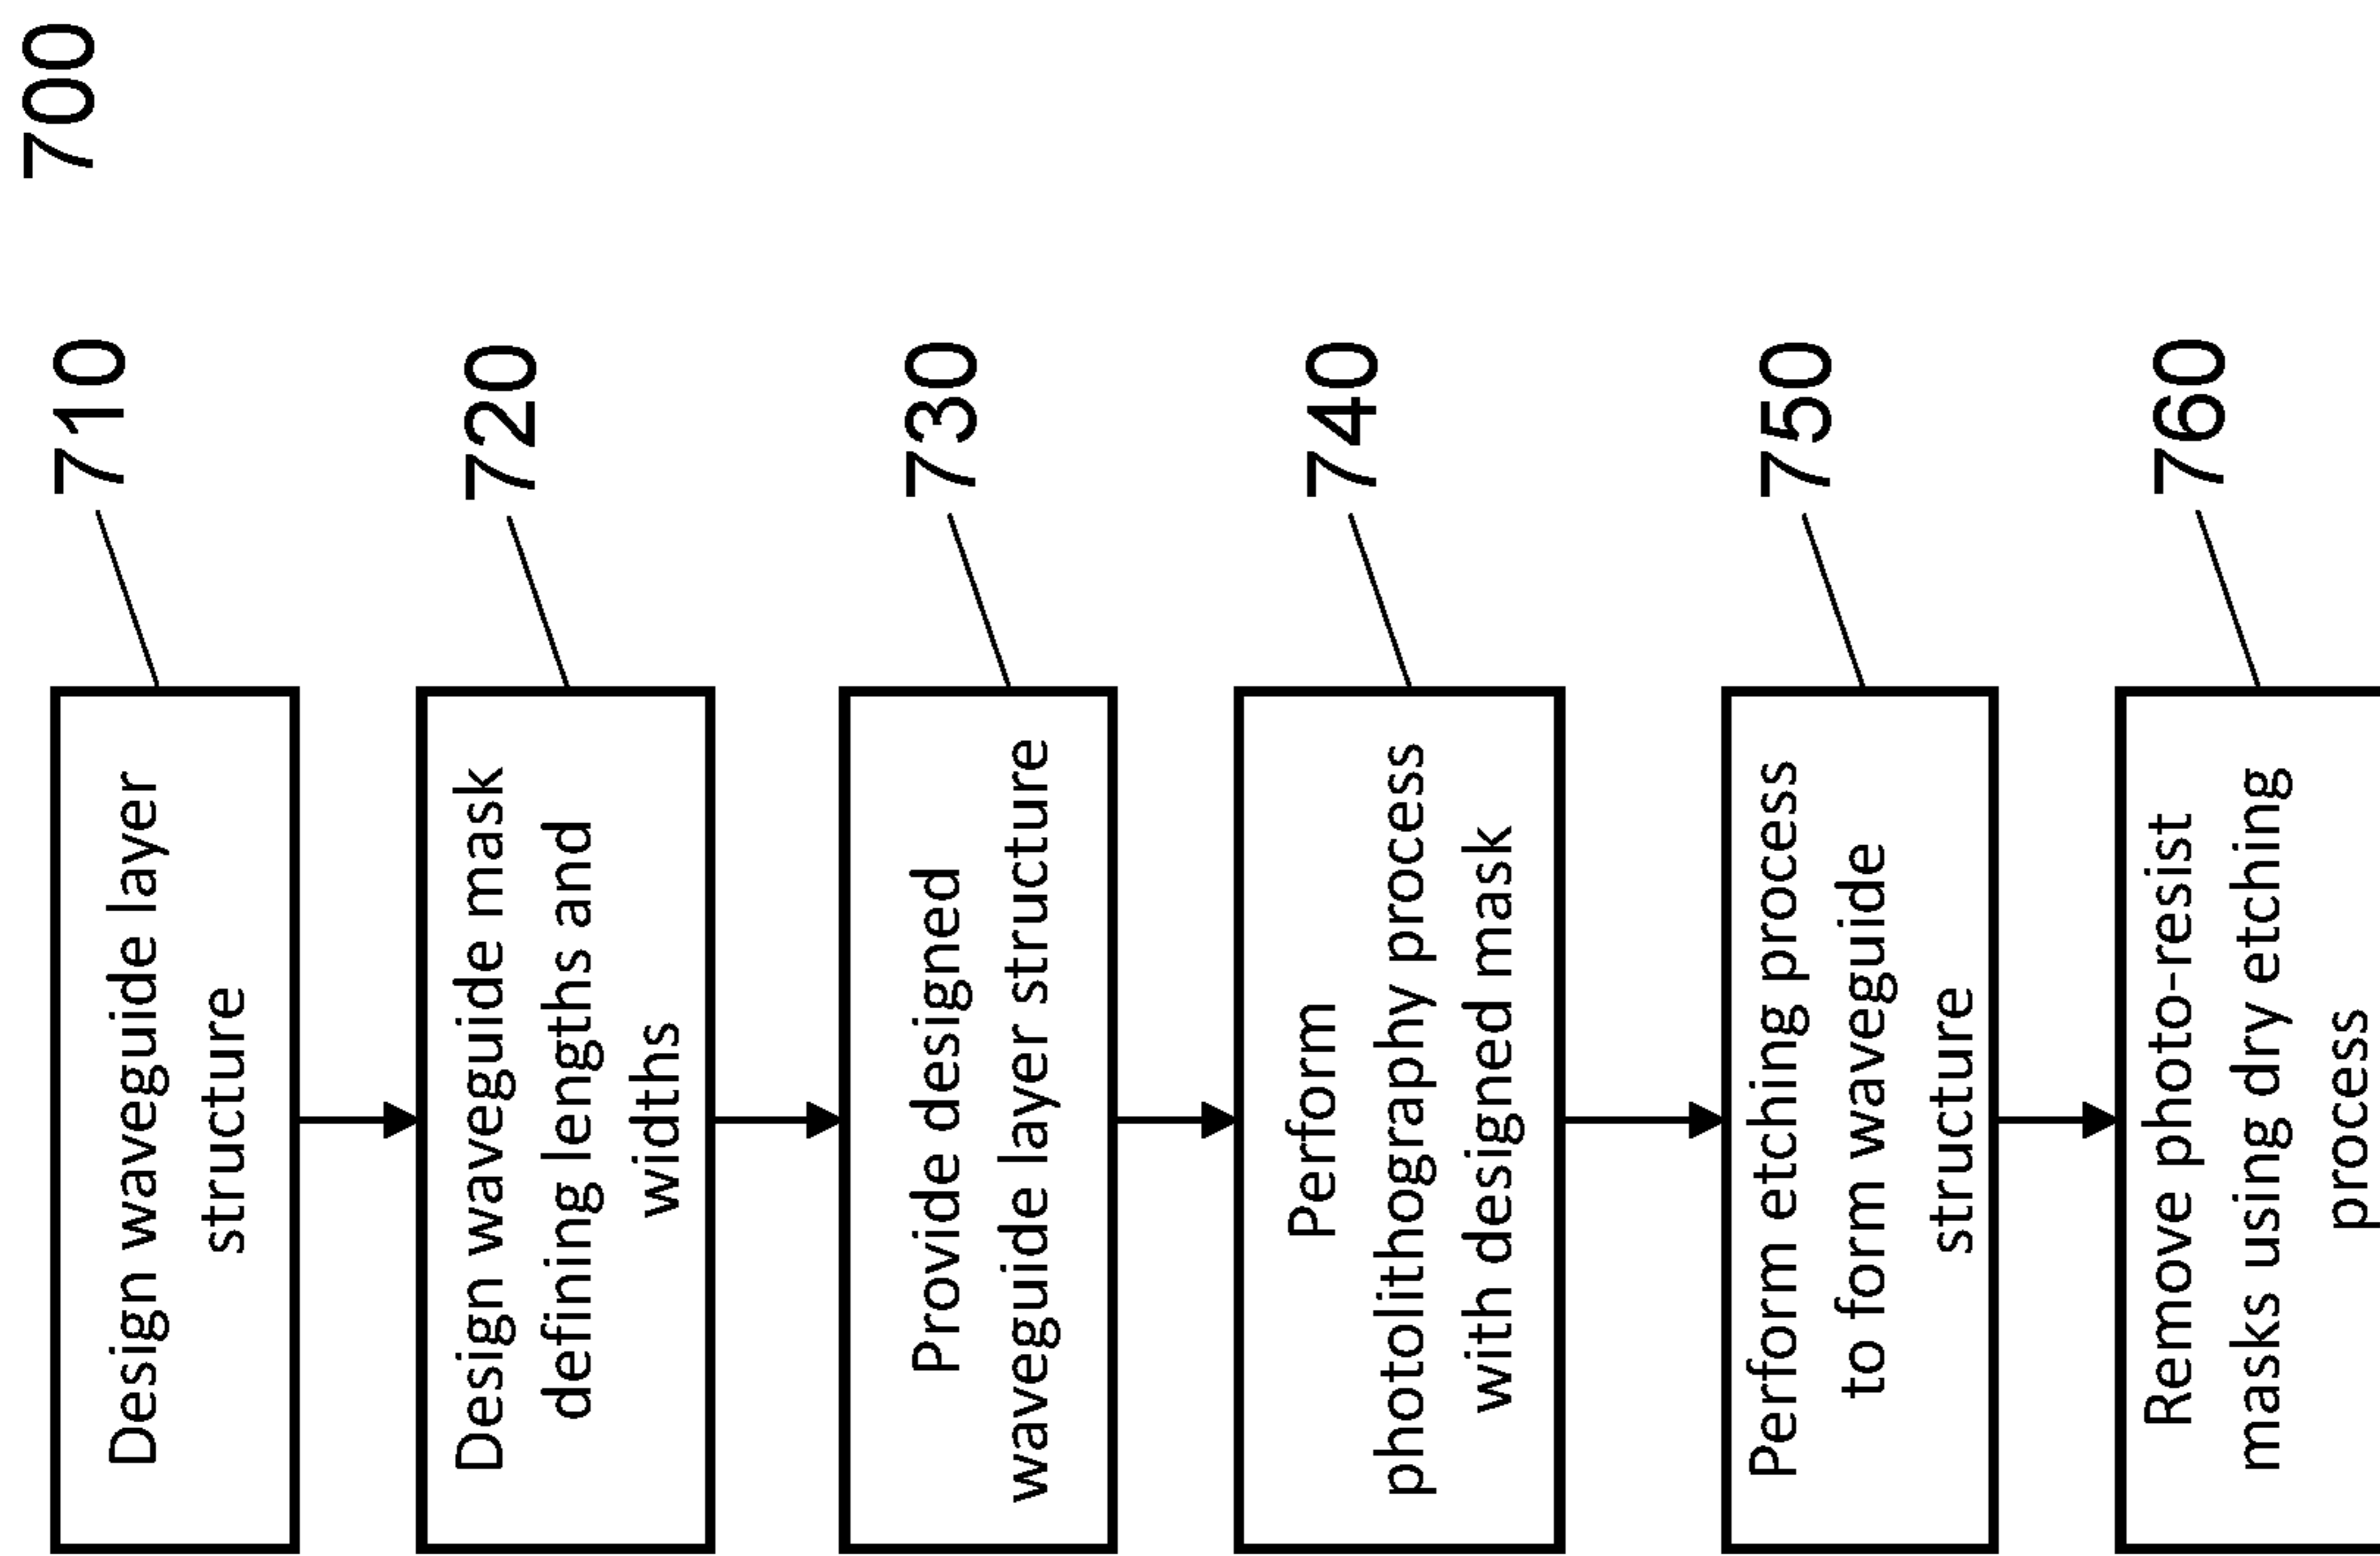 700
710
Design waveguide layer
structure
720
Design waveguide mask
defining lengths and
widths
730
Provide designed
waveguide layer structure
740
Perform
photolithography process
with designed mask
750
Perform etching process
to form waveguide
structure
760
Remove photo-resist
masks using dry etching
process